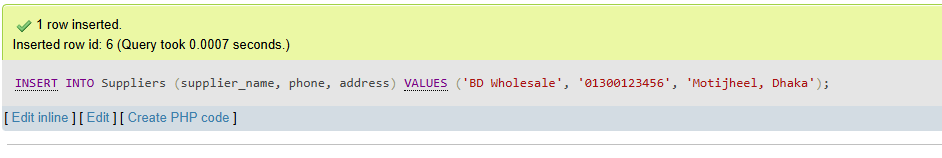 1 row inserted.
Inserted row id: 6 (Query took 0.0007 seconds.)
INSERT INTO Suppliers (supplier_name, phone, address) VALUES ('BD Wholesale', '01300123456', 'Motijheel, Dhaka');
[ Edit inline ] [ Edit ] [ Create PHP code ]